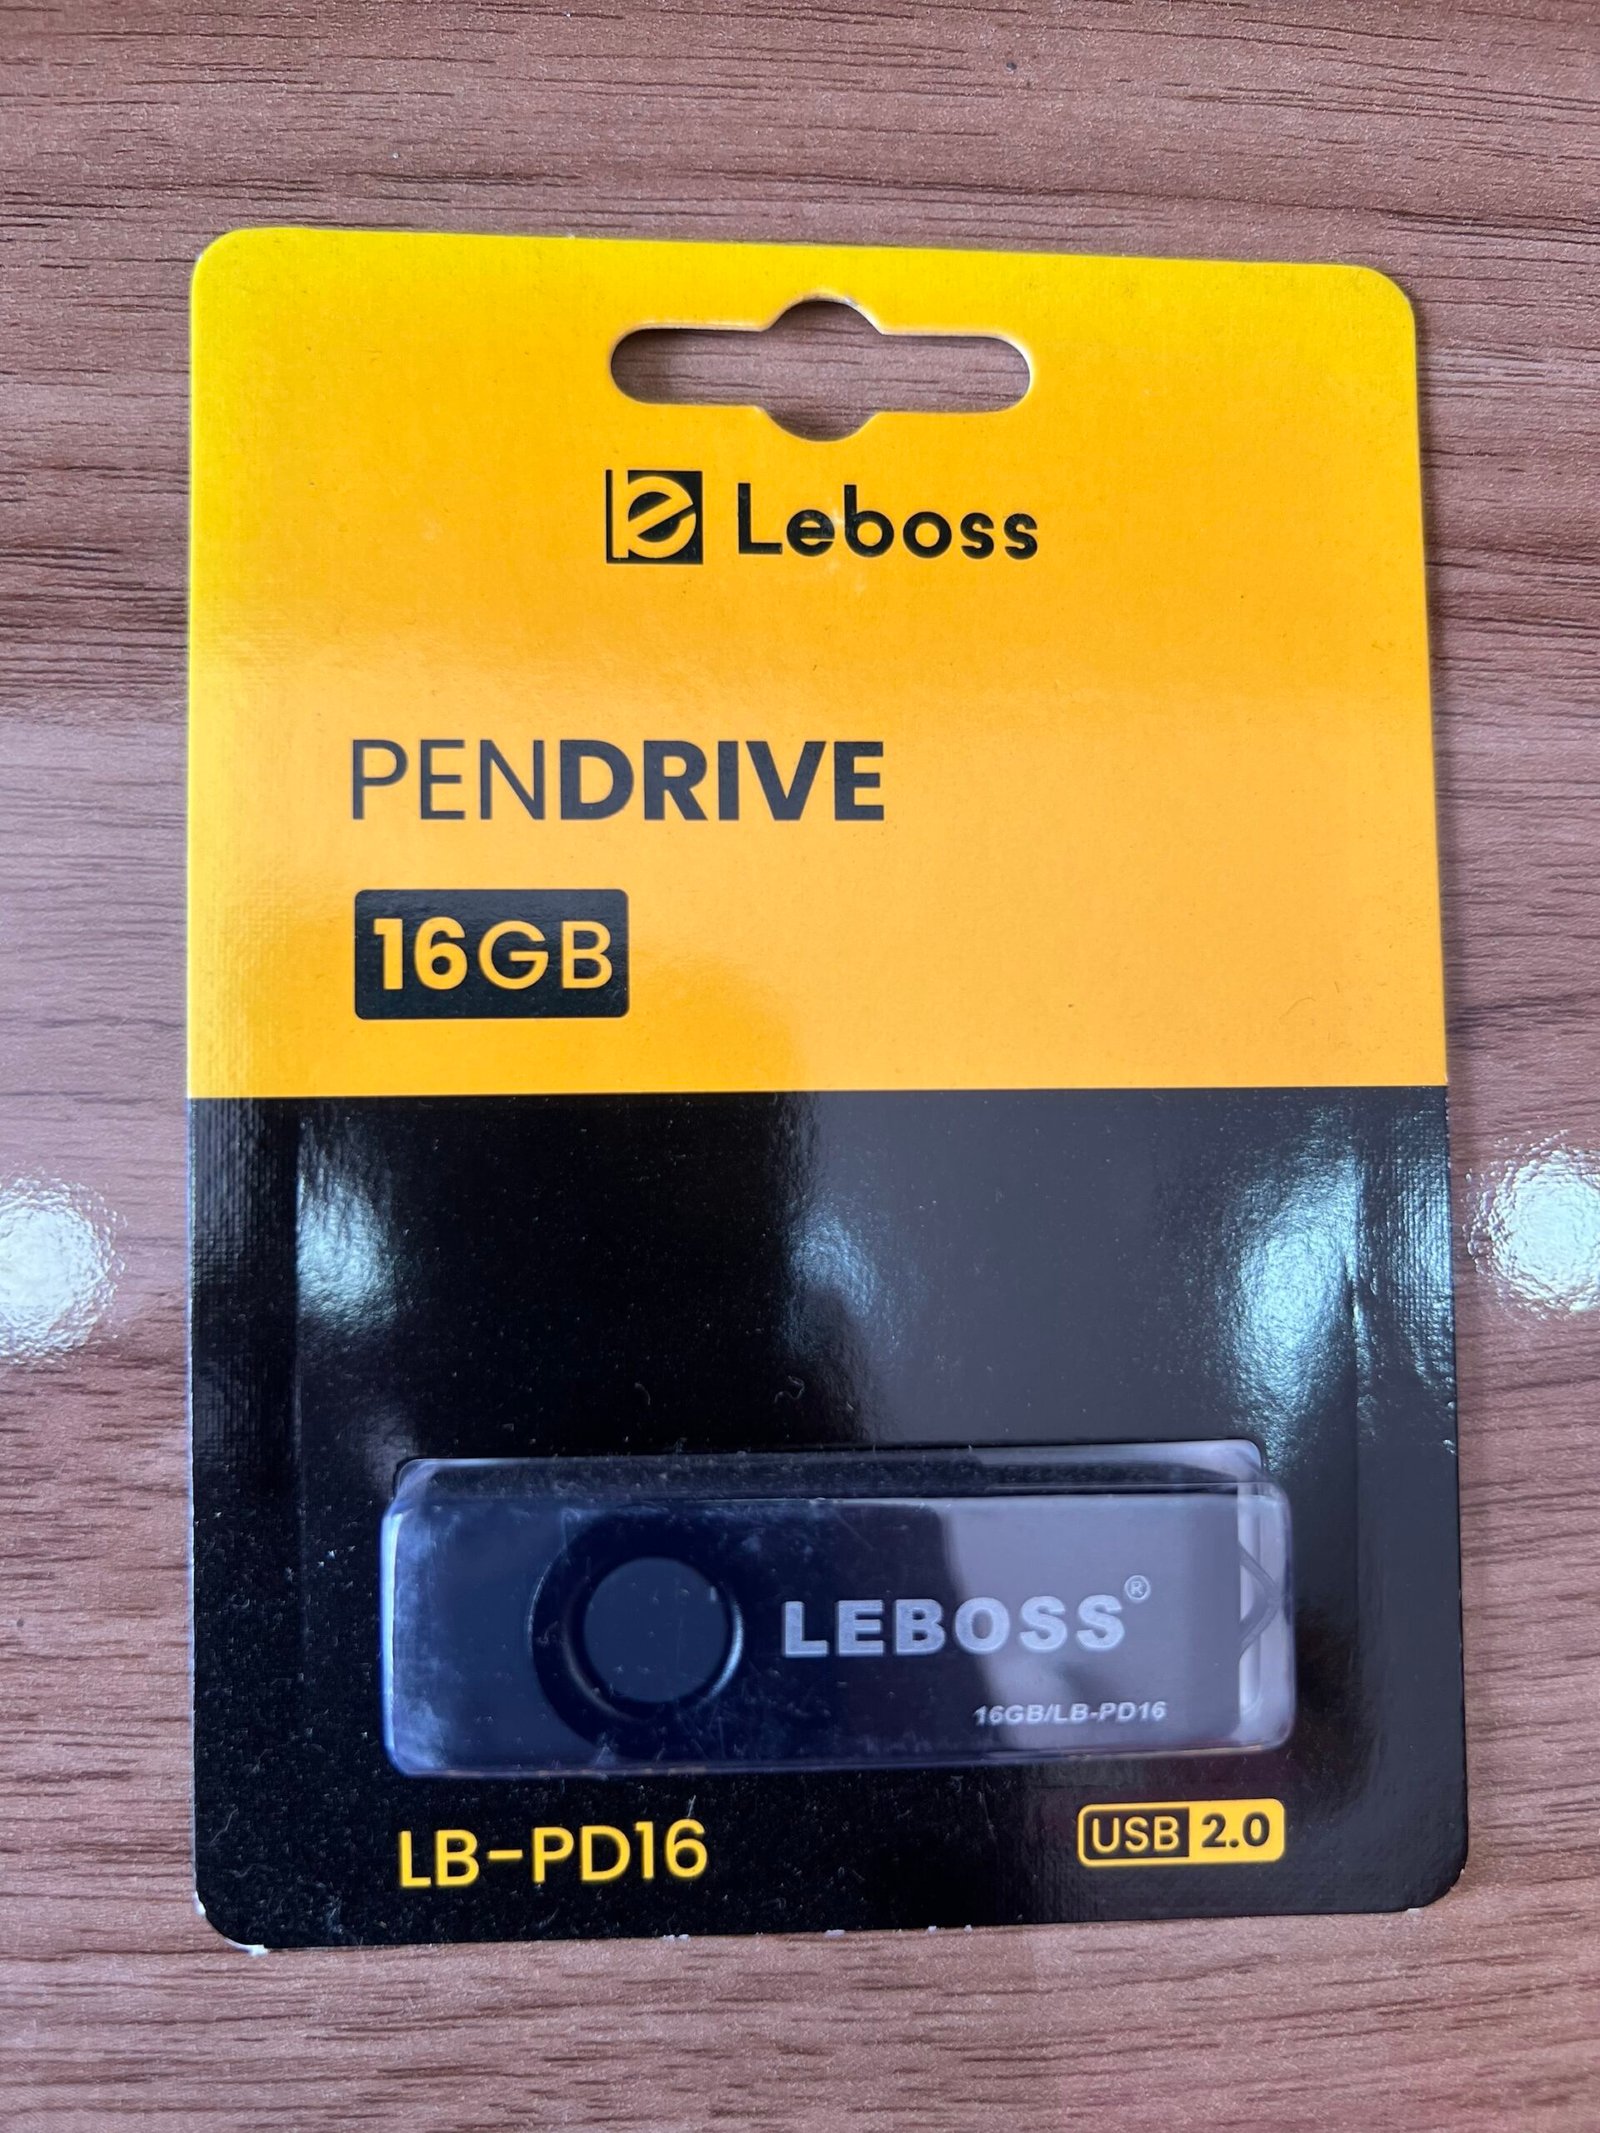 Leboss
PENDRIVE
16GB
LEBOSS®
16GB/LB-PD16
LB-PD16
USB 2.0